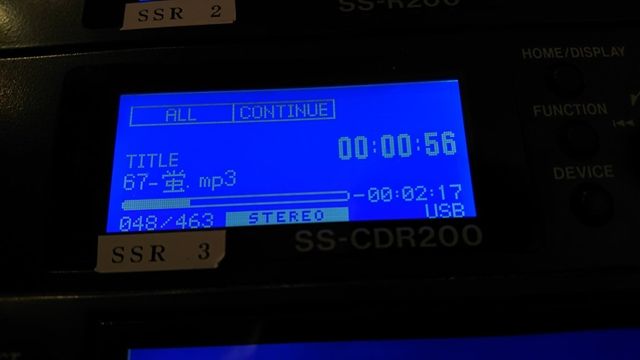 SS-R200
SSR 2
HOME/DISPLAY
ALL CONTINUE
FUNCTION
00:00:56
TITLE
67-蛍.mp3
DEVICE
-00:02:17
048/463 STEREO USB
SS-CDR200
SSR 3